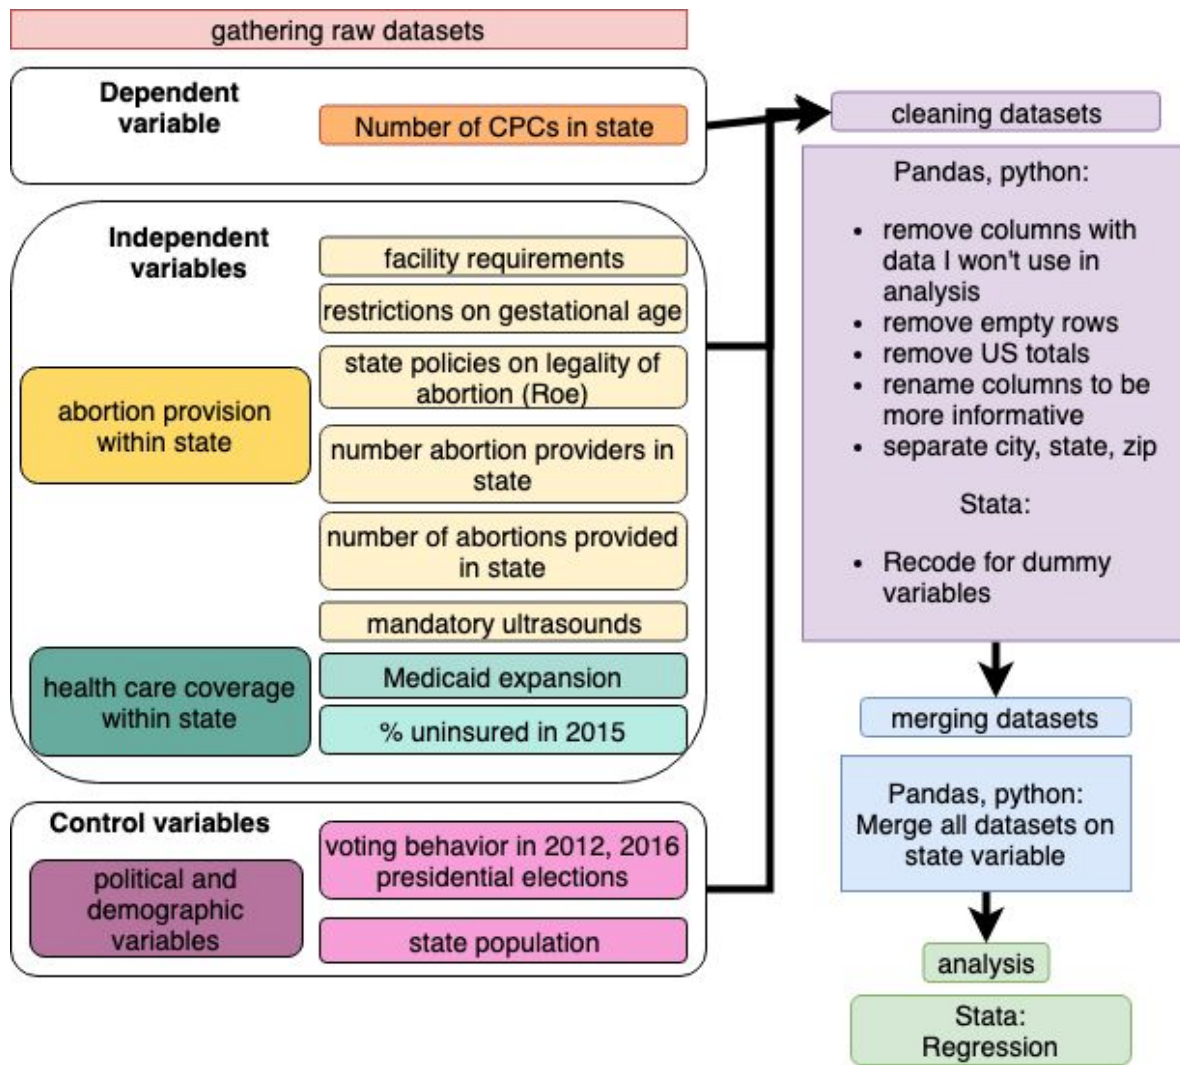 gathering raw datasets
Dependent
variable
Number of CPCs in state
Independent
variables
facility requirements
restrictions on gestational age
state policies on legality of
abortion (Roe)
abortion provision
within state
number abortion providers in
state
number of abortions provided
in state
mandatory ultrasounds
health care coverage
within state
Medicaid expansion
% uninsured in 2015
Control variables
political and
demographic
variables
voting behavior in 2012, 2016
presidential elections
state population
cleaning datasets
Pandas, python:
• remove columns with
data I won't use in
analysis
• remove empty rows
• remove US totals
• rename columns to be
more informative
• separate city, state, zip
Stata:
• Recode for dummy
variables
merging datasets
Pandas, python:
Merge all datasets on
state variable
analysis
Stata:
Regression